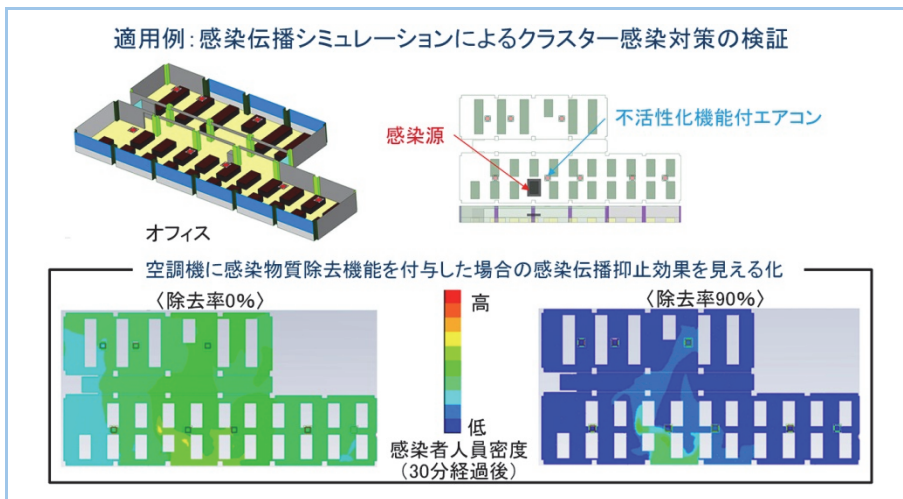 適用例：感染伝播シミュレーションによるクラスター感染対策の検証
感染源
不活性化機能付エアコン
オフィス
空調機に感染物質除去機能を付与した場合の感染伝播抑止効果を見える化
〈除去率0%〉
高
低
感染者人員密度
（30分経過後）
〈除去率90%〉